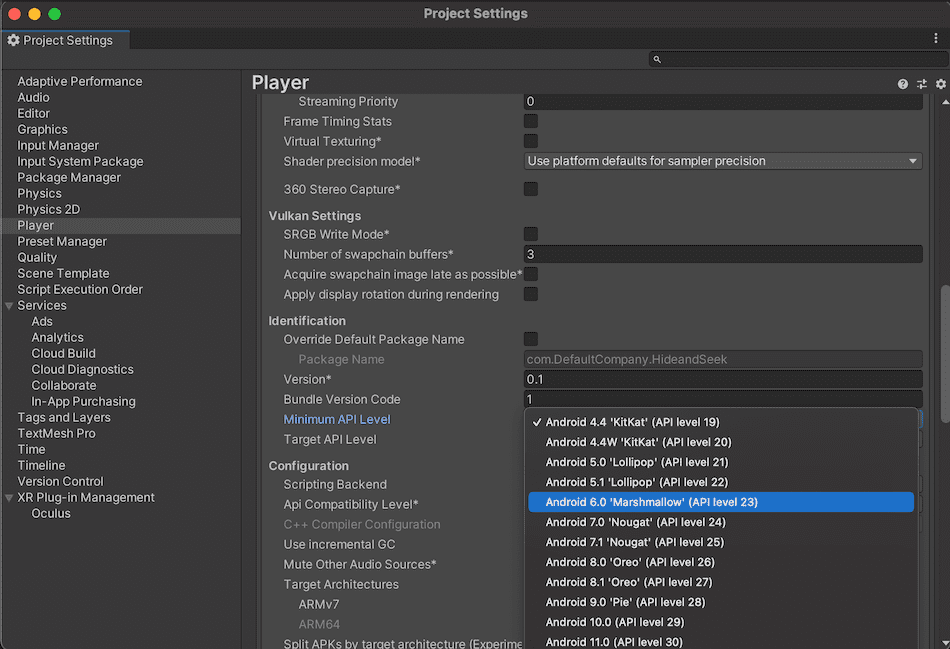 Project Settings
Project Settings
Adaptive Performance
Audio
Editor
Graphics
Input Manager
Input System Package
Package Manager
Physics
Physics 2D
Player
Preset Manager
Quality
Scene Template
Script Execution Order
Services
Ads
Analytics
Cloud Build
Cloud Diagnostics
Collaborate
In-App Purchasing
Tags and Layers
TextMesh Pro
Time
Timeline
Version Control
XR Plug-in Management
Oculus
Player
Streaming Priority 0
Frame Timing Stats
Virtual Texturing*
Shader precision model* Use platform defaults for sampler precision
360 Stereo Capture*
Vulkan Settings
SRGB Write Mode*
Number of swapchain buffers* 3
Acquire swapchain image late as possible*
Apply display rotation during rendering
Identification
Override Default Package Name
Package Name com.DefaultCompany.HideandSeek
Version* 0.1
Bundle Version Code 1
Minimum API Level
Target API Level
Configuration
Scripting Backend
Api Compatibility Level*
C++ Compiler Configuration
Use incremental GC
Mute Other Audio Sources*
Target Architectures
ARMv7
ARM64
Split APKs by target architecture (Experime
✓ Android 4.4 'KitKat' (API level 19)
Android 4.4W 'KitKat' (API level 20)
Android 5.0 'Lollipop' (API level 21)
Android 5.1 'Lollipop' (API level 22)
Android 6.0 'Marshmallow' (API level 23)
Android 7.0 'Nougat' (API level 24)
Android 7.1 'Nougat' (API level 25)
Android 8.0 'Oreo' (API level 26)
Android 8.1 'Oreo' (API level 27)
Android 9.0 'Pie' (API level 28)
Android 10.0 (API level 29)
Android 11.0 (API level 30)